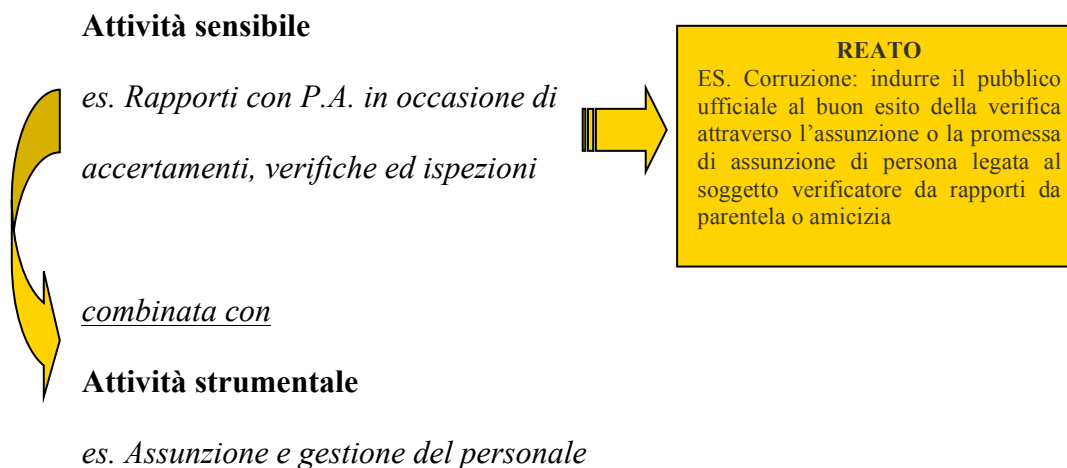 Attività sensibile
es. Rapporti con P.A. in occasione di
accertamenti, verifiche ed ispezioni
REATO
ES. Corruzione: indurre il pubblico
ufficiale al buon esito della verifica
attraverso l'assunzione o la promessa
di assunzione di persona legata al
soggetto verificatore da rapporti da
parentela o amicizia
combinata con
Attività strumentale
es. Assunzione e gestione del personale